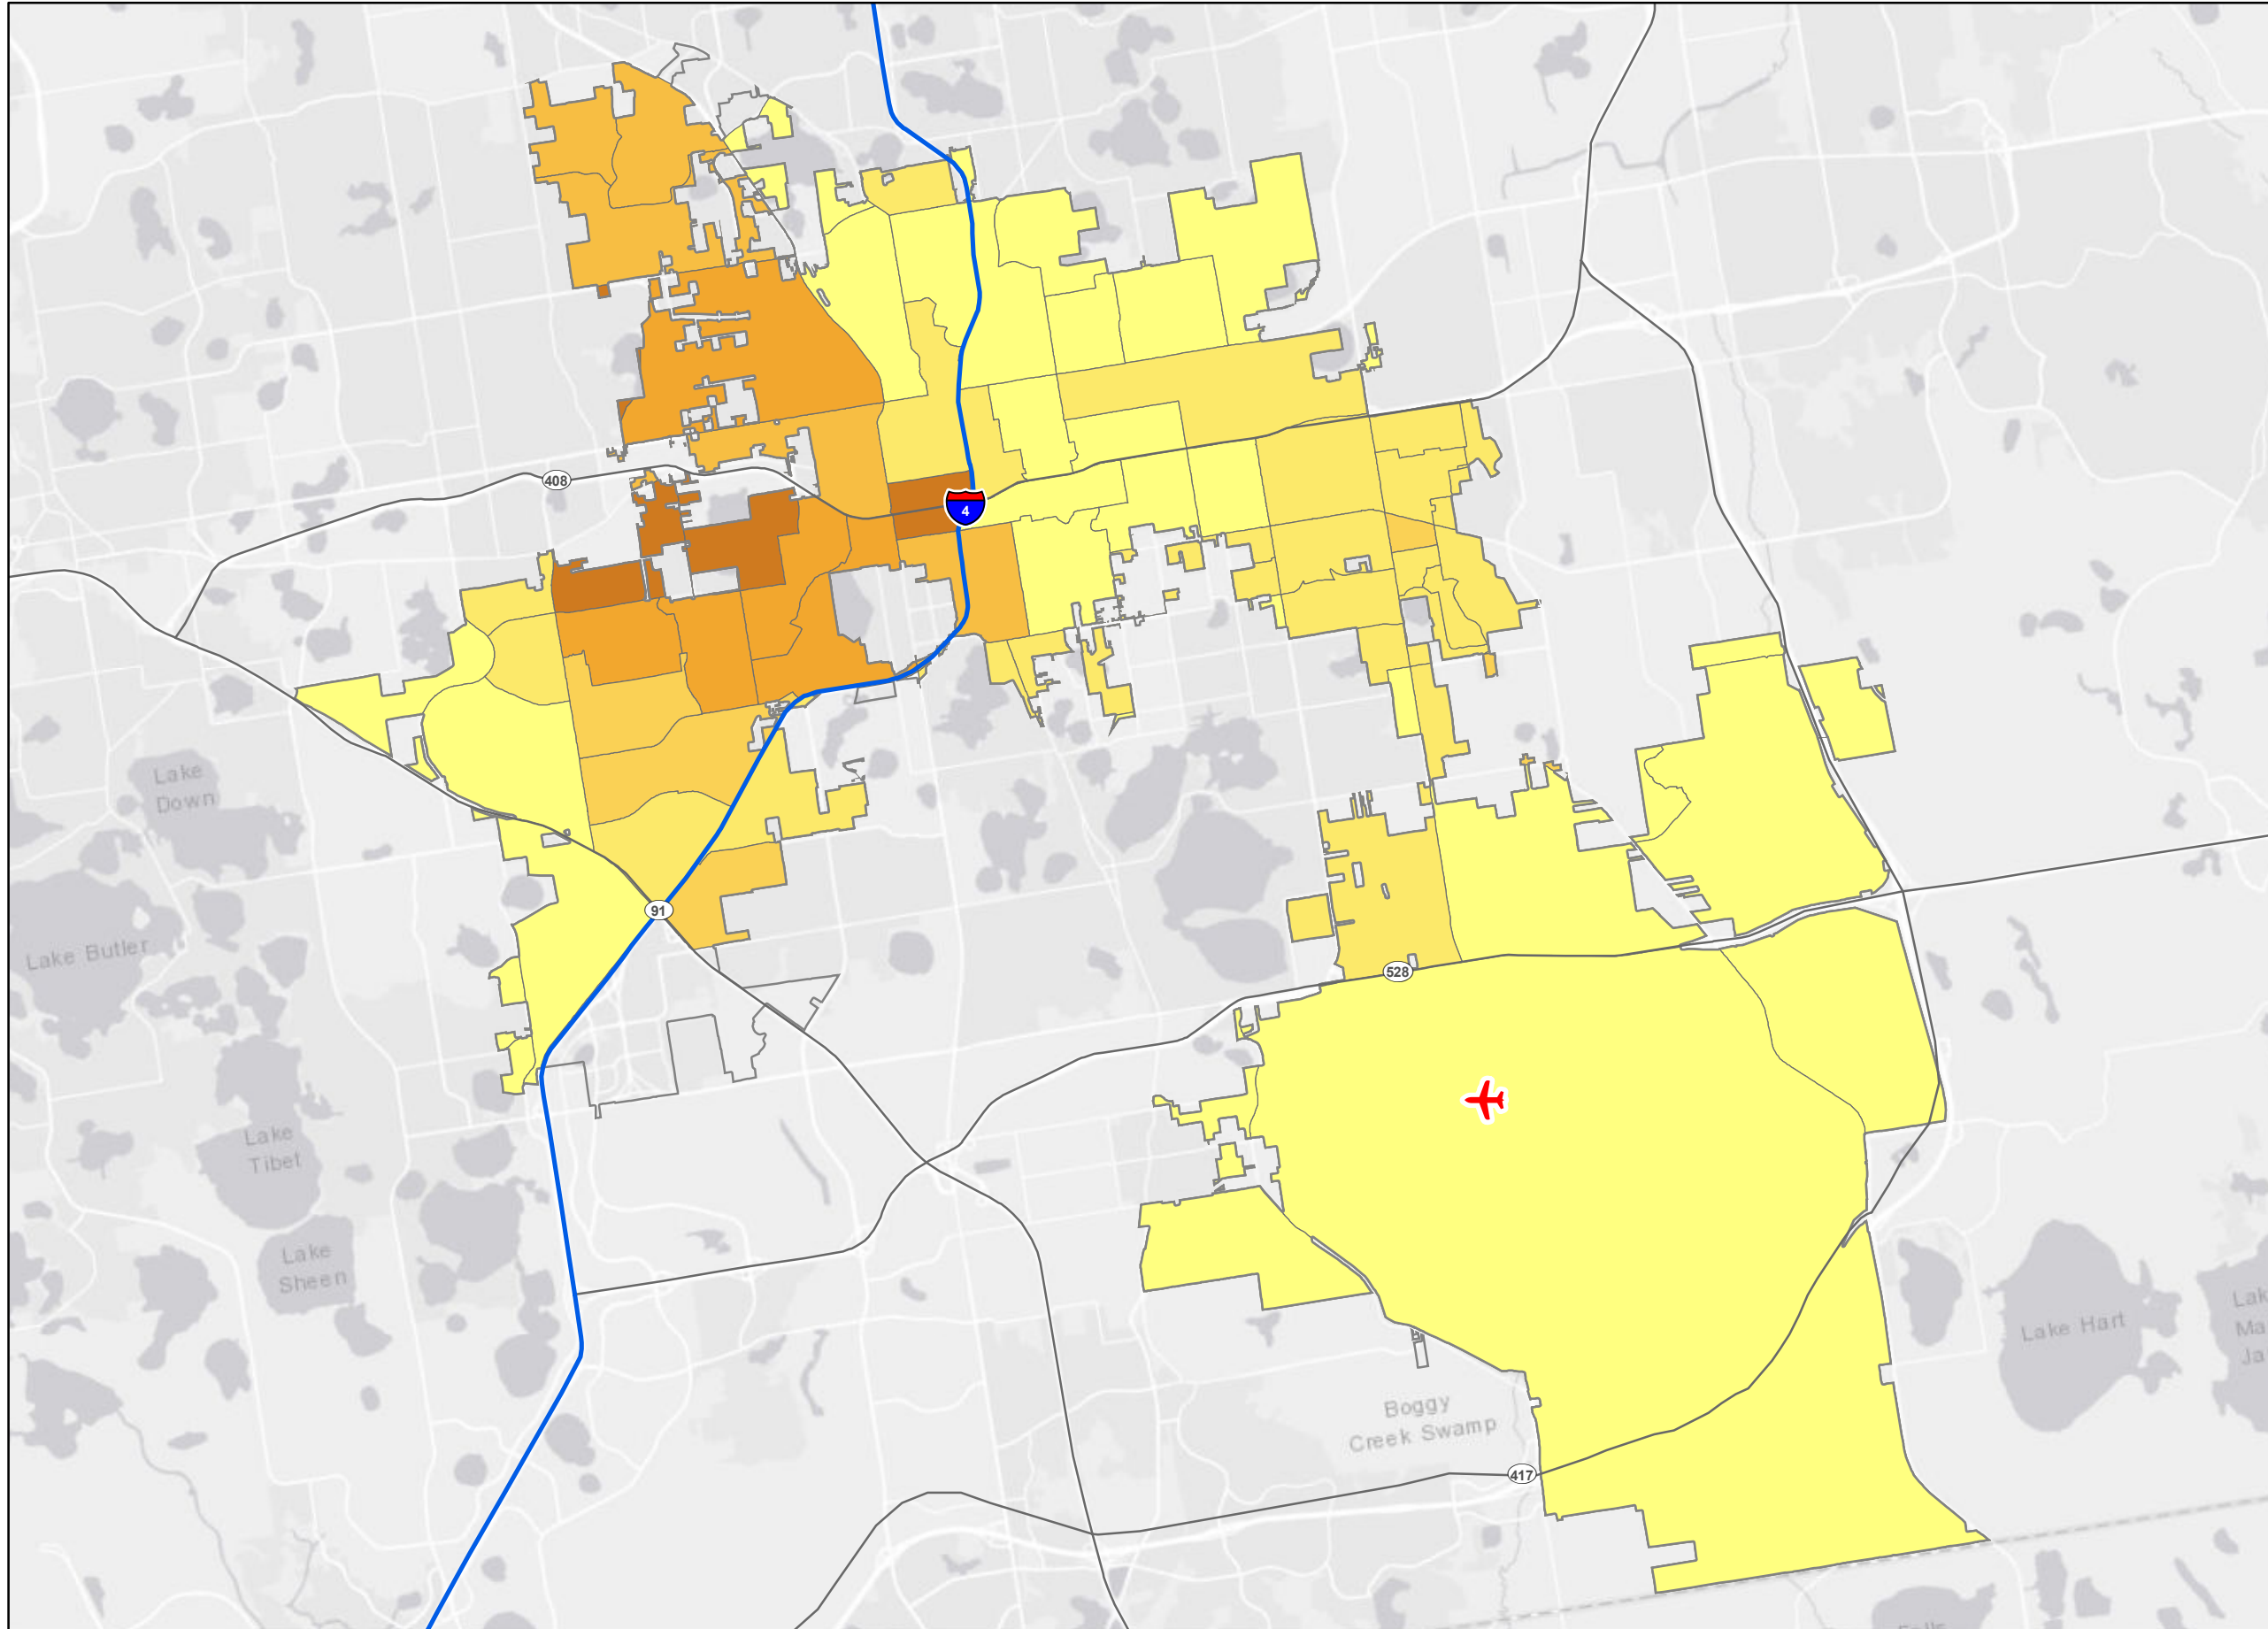 408
4
Lake
Down
91
Lake Butler
528
Lake
Tibet
Lake
Sheen
Lake Hart
Boggy
Creek Swamp
417